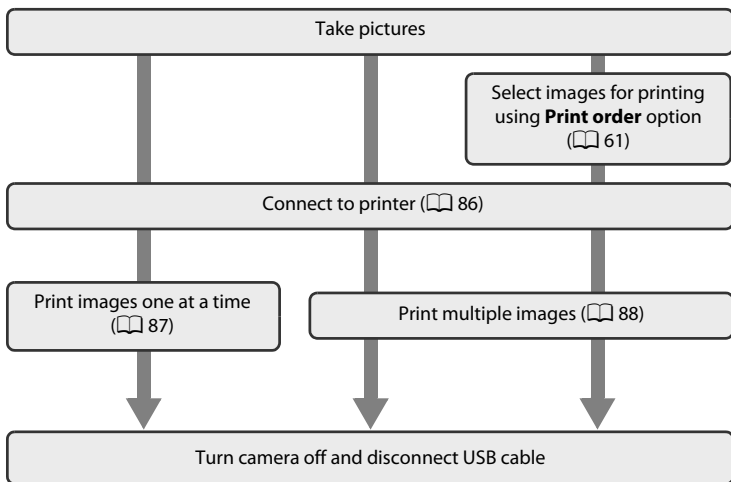 Take pictures
Select images for printing
using Print order option
(📖 61)
Connect to printer (📖 86)
Print images one at a time
(📖 87)
Print multiple images (📖 88)
Turn camera off and disconnect USB cable